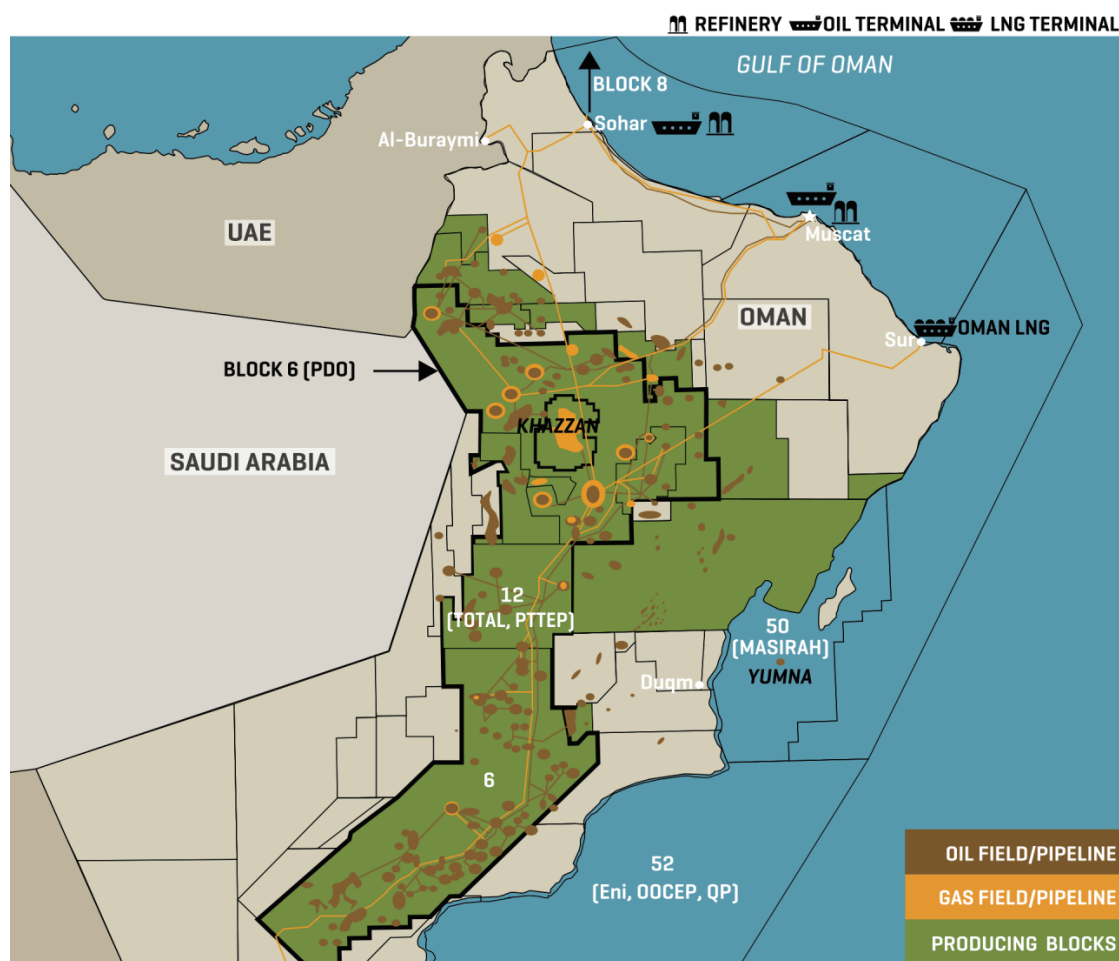 REFINERY OIL TERMINAL LNG TERMINAL
GULF OF OMAN
BLOCK 8
Sohar
Al-Buraymi
UAE
Muscat
OMAN
OMAN LNG
Sur
BLOCK 6 (PDO)
KHAZZAN
SAUDI ARABIA
12
(TOTAL, PTTEP)
50
(MASIRAH)
YUMNA
Duqm
6
52
(Eni, OOCEP, QP)
OIL FIELD/PIPELINE
GAS FIELD/PIPELINE
PRODUCING BLOCKS